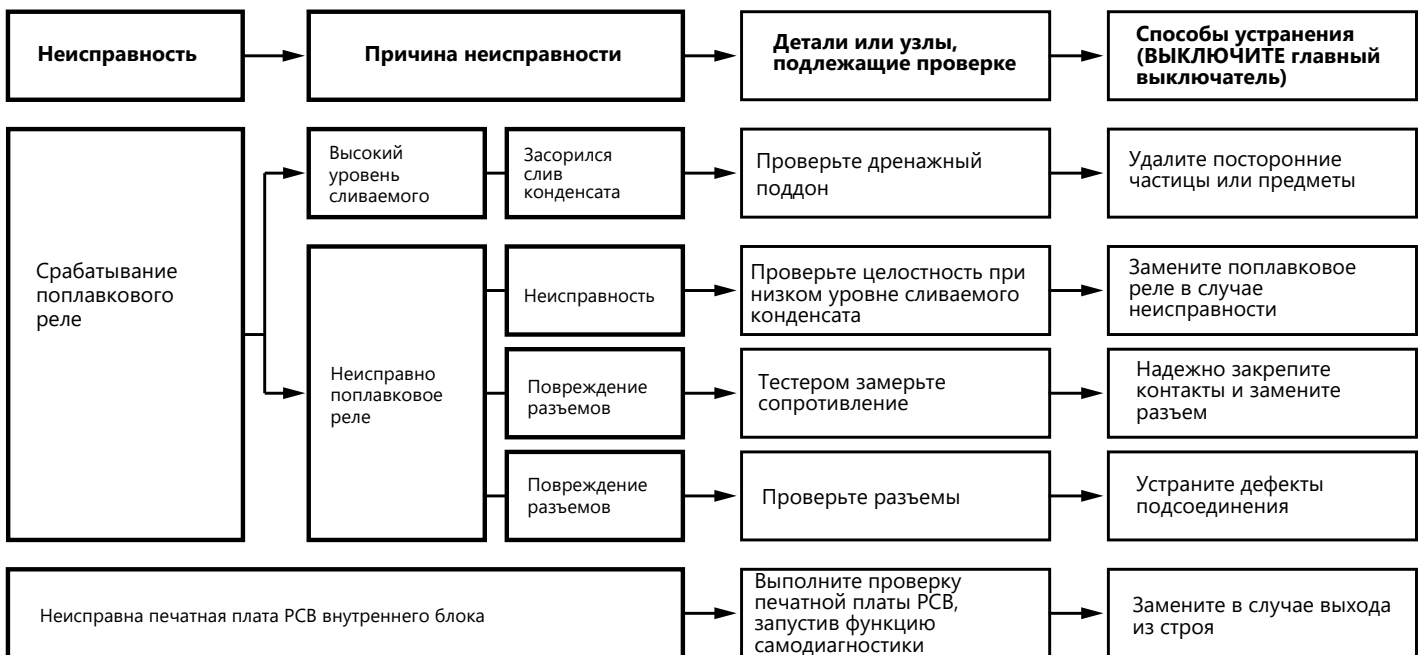 Неисправность
Причина неисправности
Детали или узлы,
подлежащие проверке
Способы устранения
(ВЫКЛЮЧИТЕ главный
выключатель)
Срабатывание
поплавкового
реле
Высокий
уровень
сливаемого
Засорился
слив
конденсата
Проверьте дренажный
поддон
Удалите посторонние
частицы или предметы
Неисправно
поплавковое
реле
Неисправность
Проверьте целостность при
низком уровне сливаемого
конденсата
Замените поплавковое
реле в случае
неисправности
Повреждение
разъемов
Тестером замерьте
сопротивление
Надежно закрепите
контакты и замените
разъем
Повреждение
разъемов
Проверьте разъемы
Устраните дефекты
подсоединения
Неисправна печатная плата PCB внутреннего блока
Выполните проверку
печатной платы PCB,
запустив функцию
самодиагностики
Замените в случае выхода
из строя